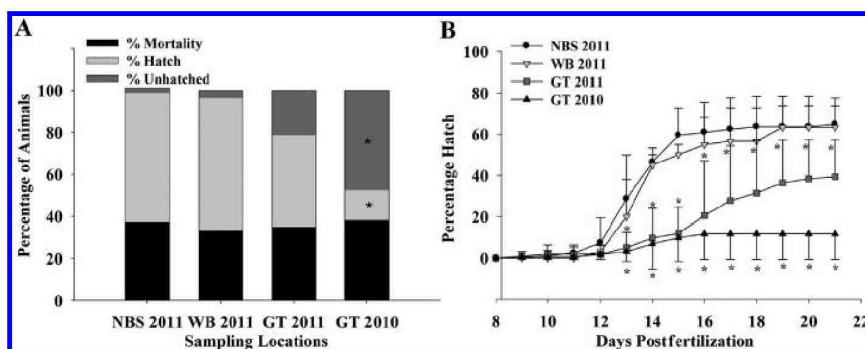 A
B
% Mortality
% Hatch
% Unhatched
Percentage of Animals
100
80
60
40
20
0
*
*
NBS 2011 WB 2011 GT 2011 GT 2010
Sampling Locations
NBS 2011
WB 2011
GT 2011
GT 2010
Percentage Hatch
100
80
60
40
20
0
* * * * * * * * *
* * * * * * * * *
8 10 12 14 16 18 20 22
Days Postfertilization